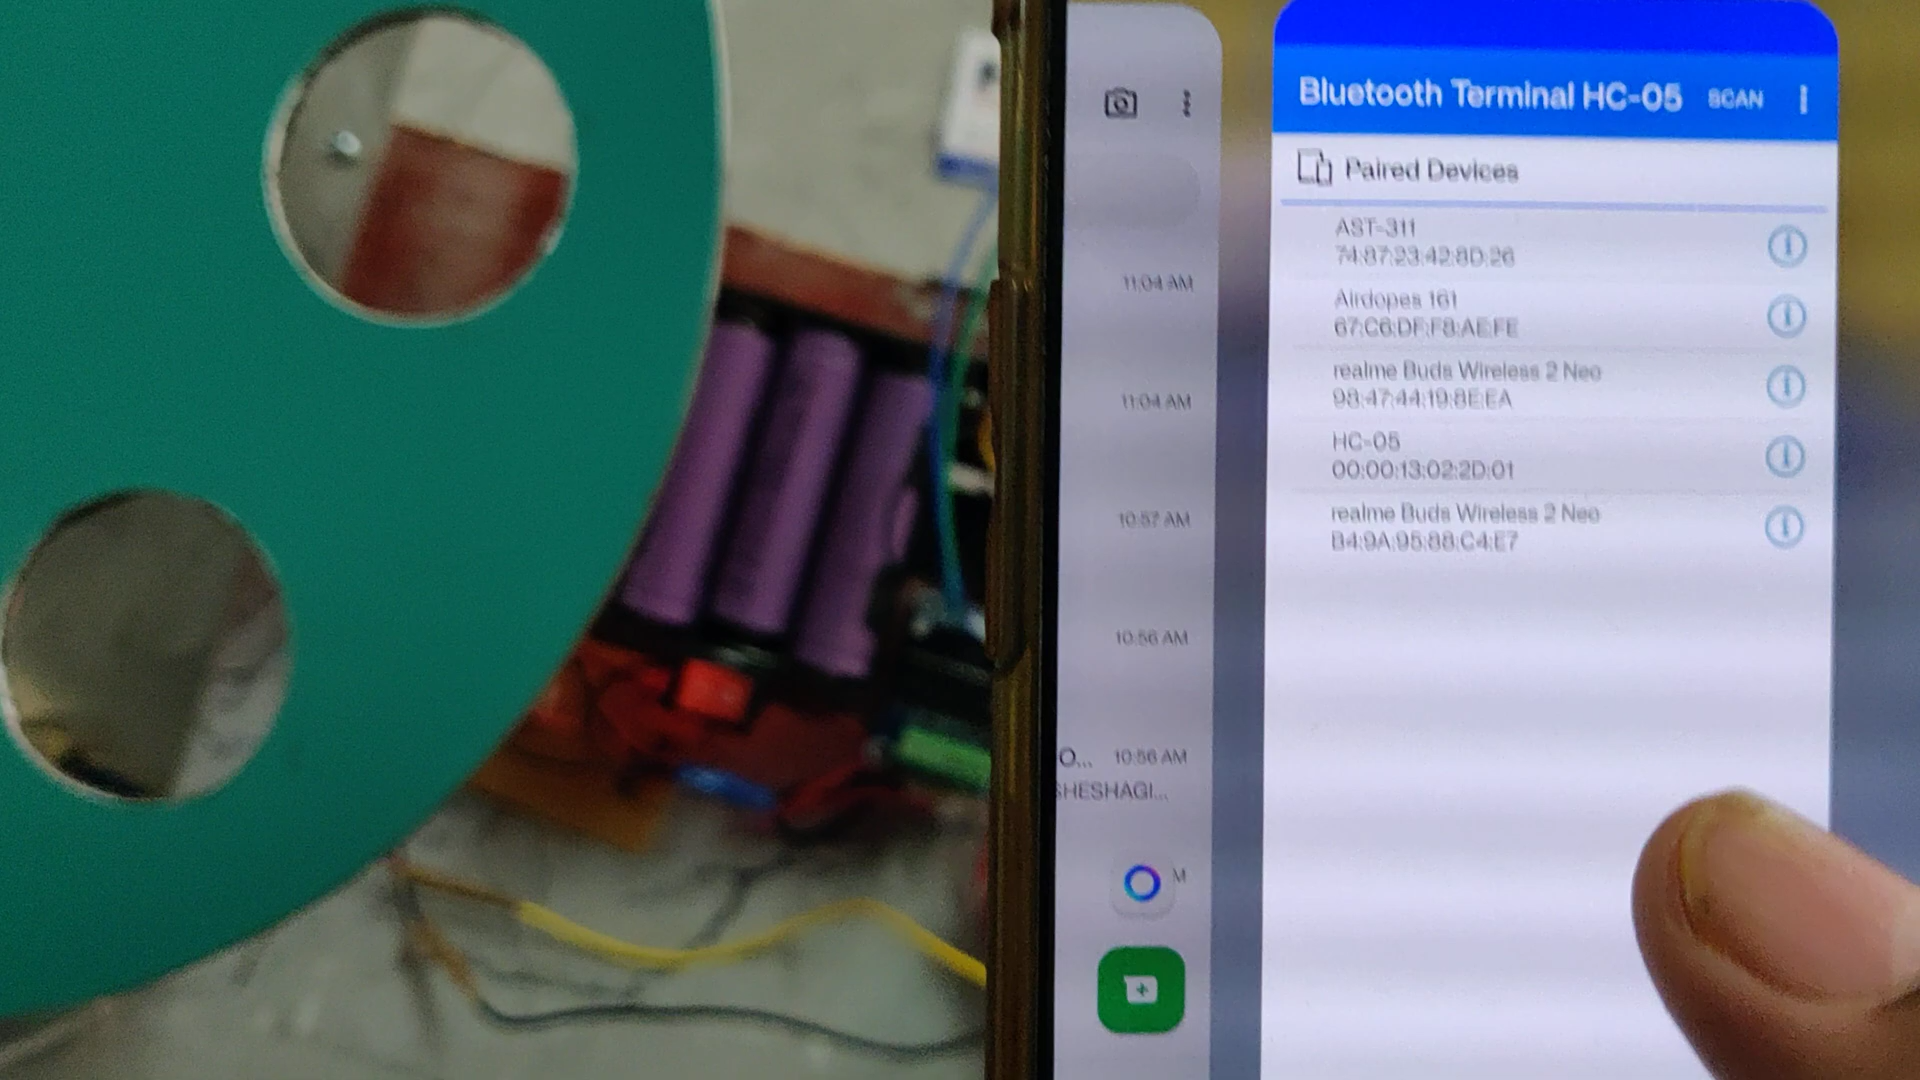 11:04 AM
11:04 AM
10:57 AM
10:56 AM
O... 10:56 AM
SHESHAGI...
M
Bluetooth Terminal HC-05 SCAN
Paired Devices
AST-311
74:87:23:42:8D:26
Airdopes 161
67:C6:DF:F8:AE:FE
realme Buds Wireless 2 Neo
98:47:44:19:8E:EA
HC-05
00:00:13:02:2D:01
realme Buds Wireless 2 Neo
B4:9A:95:88:C4:E7